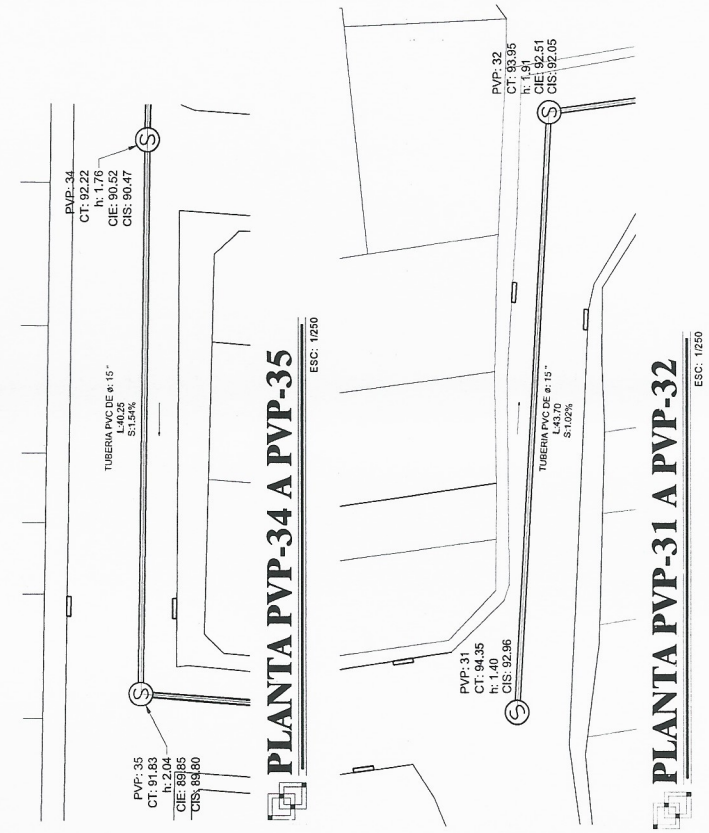 PVP: 34
CT: 92.22
h: 1.76
CIE: 90.52
CIS: 90.47
S
TUBERIA PVC DE ø: 15 "
L:40.25
S:1.54%
S
PVP: 35
CT: 91.83
h: 2.04
CIE: 89.85
CIS: 89.80
PLANTA PVP-34 A PVP-35
ESC: 1/250
PVP: 32
CT: 93.95
h: 1.91
CIE: 92.51
CIS: 92.05
S
TUBERIA PVC DE ø: 15 "
L:43.70
S:1.02%
PVP: 31
CT: 94.35
h: 1.40
CIS: 92.96
S
PLANTA PVP-31 A PVP-32
ESC: 1/250